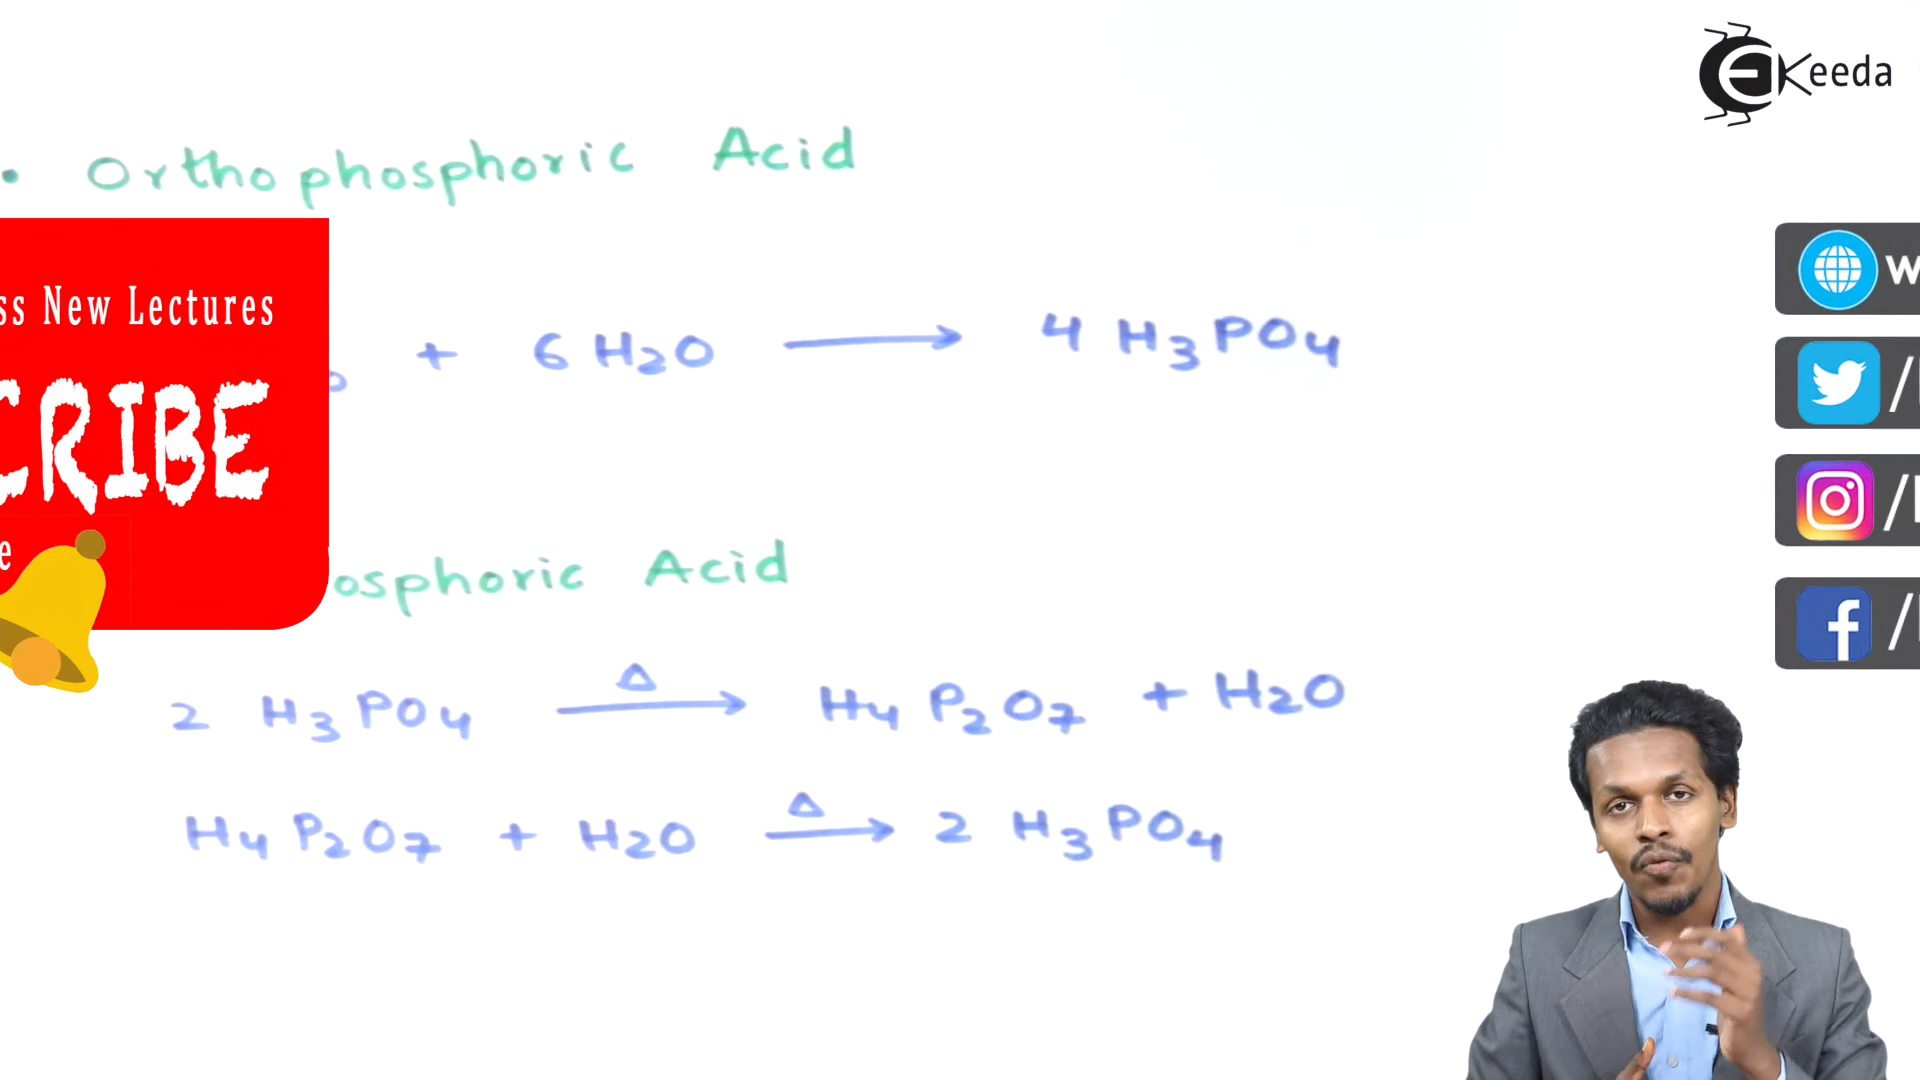 EKeeda
• Orthophosphoric Acid
ss New Lectures
+ 6 H2O ⟶ 4 H3PO4
CRIBE
e
osphoric Acid
2 H3PO4 Δ⟶ H4P2O7 + H2O
H4P2O7 + H2O Δ⟶ 2 H3PO4
W
/
/
/